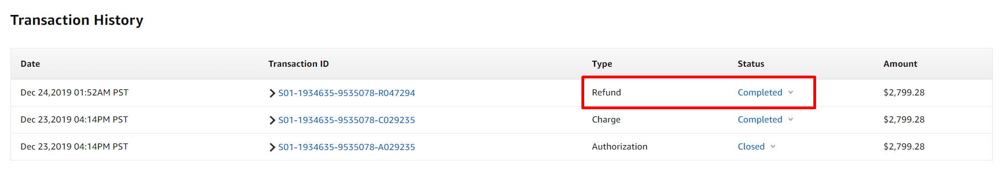 Transaction History
Date Transaction ID Type Status Amount
Dec 24,2019 01:52AM PST S01-1934635-9535078-R047294 Refund Completed $2,799.28
Dec 23,2019 04:14PM PST S01-1934635-9535078-C029235 Charge Completed $2,799.28
Dec 23,2019 04:14PM PST S01-1934635-9535078-A029235 Authorization Closed $2,799.28